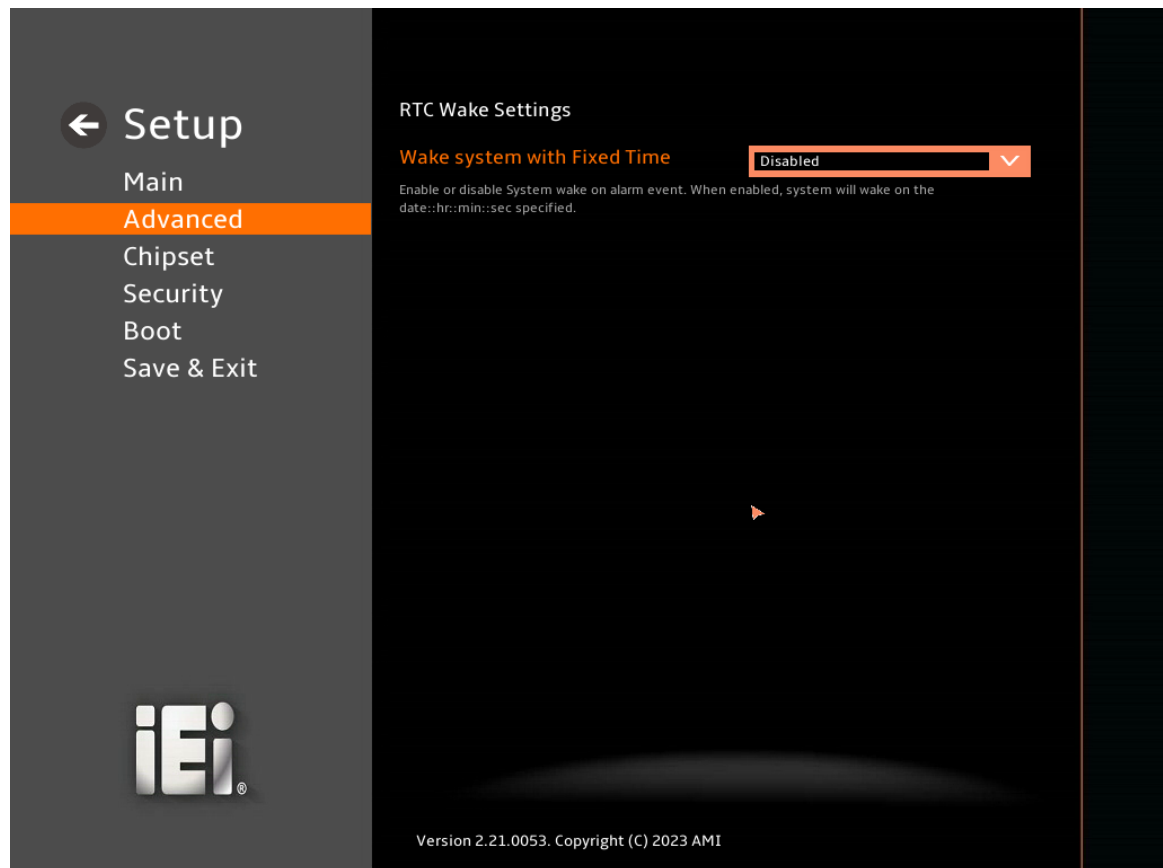 Setup
Main
Advanced
Chipset
Security
Boot
Save & Exit
iEi®
RTC Wake Settings
Wake system with Fixed Time
Disabled
Enable or disable System wake on alarm event. When enabled, system will wake on the
date::hr::min::sec specified.
Version 2.21.0053. Copyright (C) 2023 AMI